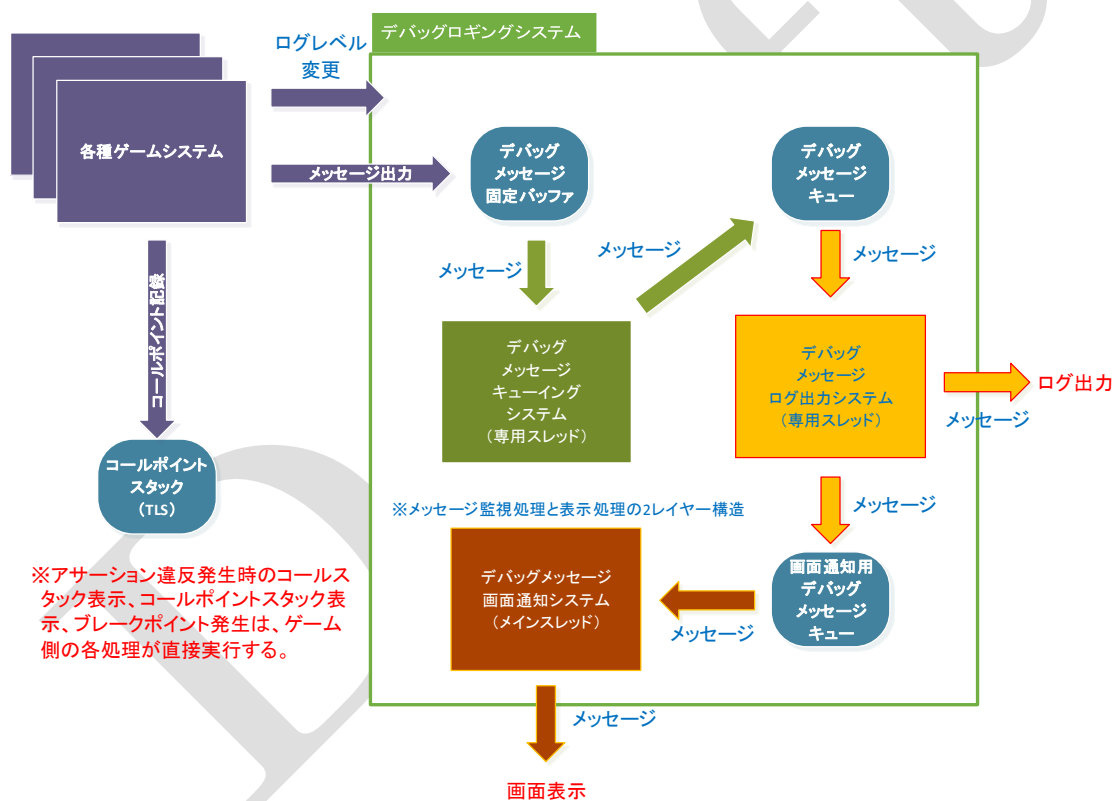 デバッグロギングシステム
ログレベル
変更
各種ゲームシステム
メッセージ出力
デバッグ
メッセージ
固定バッファ
デバッグ
メッセージ
キュー
メッセージ
メッセージ
メッセージ
コールポイント記録
デバッグ
メッセージ
キューイング
システム
(専用スレッド)
デバッグ
メッセージ
ログ出力システム
(専用スレッド)
ログ出力
メッセージ
コールポイント
スタック
(TLS)
メッセージ
※メッセージ監視処理と表示処理の2レイヤー構造
※アサーション違反発生時のコールス
タック表示、コールポイントスタック表
示、ブレークポイント発生は、ゲーム
側の各処理が直接実行する。
デバッグメッセージ
画面通知システム
(メインスレッド)
画面通知用
デバッグ
メッセージ
キュー
メッセージ
メッセージ
画面表示